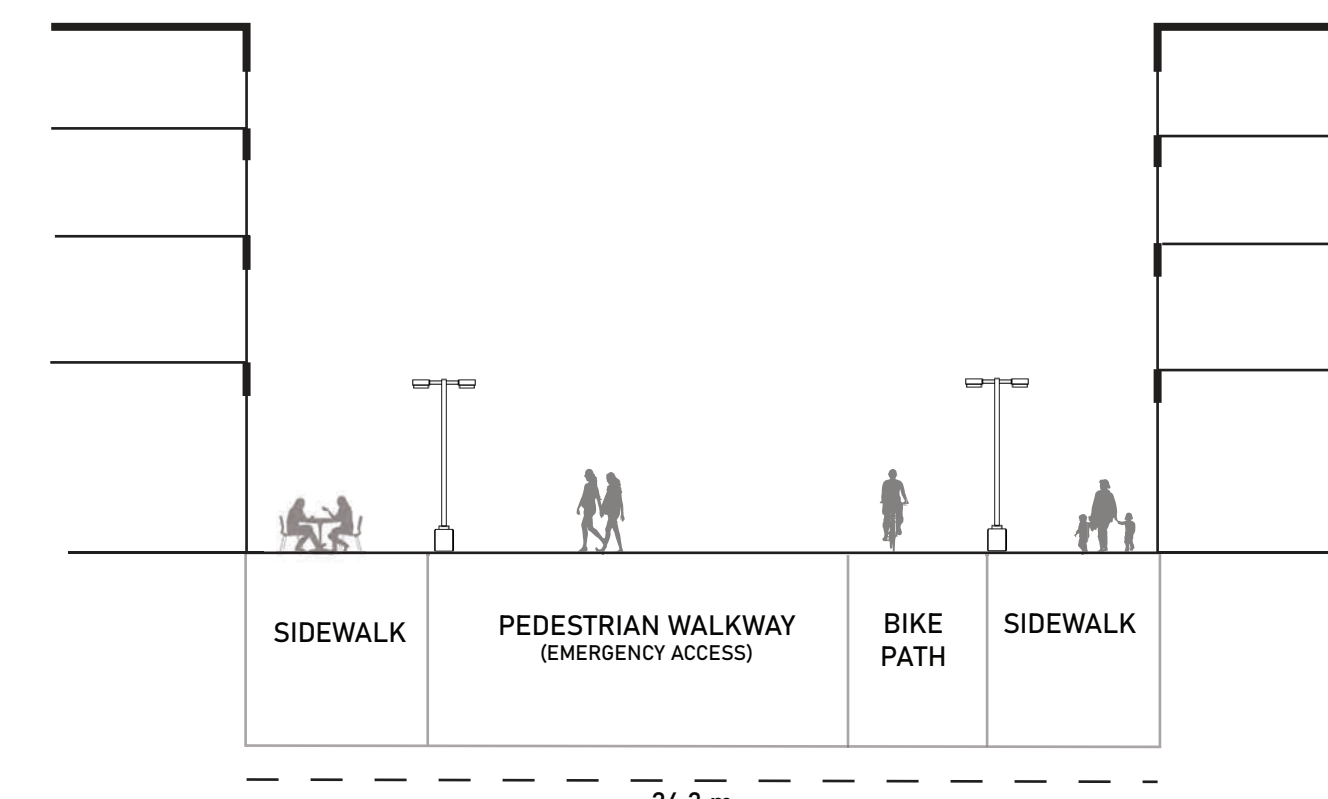 SIDEWALK
PEDESTRIAN WALKWAY
(EMERGENCY ACCESS)
BIKE
PATH
SIDEWALK